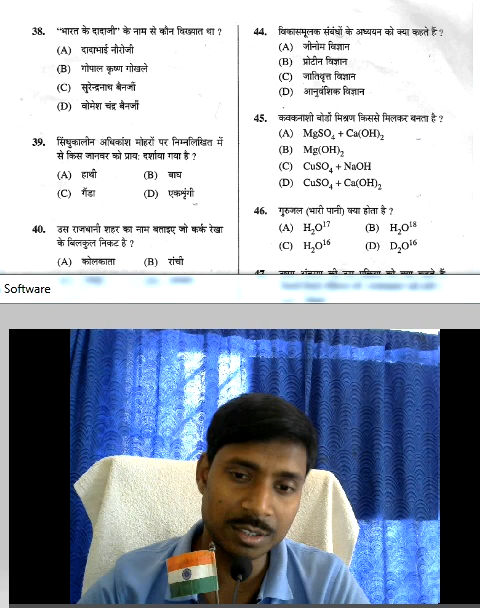 38. "भारत के दादाजी" के नाम से कौन विख्यात था ?
(A) दादाभाई नौरोजी
(B) गोपाल कृष्ण गोखले
(C) सुरेन्द्रनाथ बैनर्जी
(D) वोमेश चंद्र बैनर्जी
39. सिंधुकालीन अधिकांश मोहरों पर निम्नलिखित में
से किस जानवर को प्राय: दर्शाया गया है ?
(A) हाथी (B) बाघ
(C) गैंडा (D) एकशृंगी
40. उस राजधानी शहर का नाम बताइए जो कर्क रेखा
के बिलकुल निकट है ?
(A) कोलकाता (B) रांची
44. विकासमूलक संबंधों के अध्ययन को क्या कहते हैं ?
(A) जीनोम विज्ञान
(B) प्रोटीन विज्ञान
(C) जातिवृत्त विज्ञान
(D) आनुवंशिक विज्ञान
45. कवकनाशी बोर्डो मिश्रण किससे मिलकर बनता है ?
(A) MgSO₄ + Ca(OH)₂
(B) Mg(OH)₂
(C) CuSO₄ + NaOH
(D) CuSO₄ + Ca(OH)₂
46. गुरुजल (भारी पानी) क्या होता है ?
(A) H₂O¹⁷ (B) H₂O¹⁸
(C) H₂O¹⁶ (D) D₂O¹⁶
Software